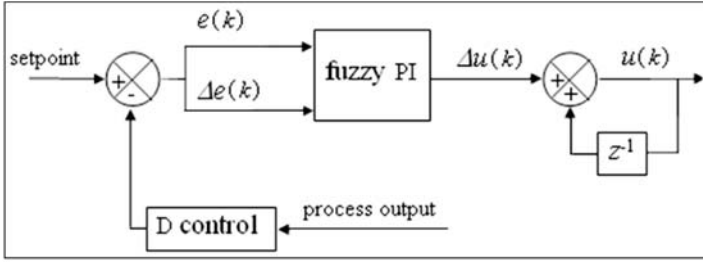 e(k)
setpoint
+
-
Δe(k)
fuzzy PI
Δu(k)
+
+
u(k)
z⁻¹
D control
process output